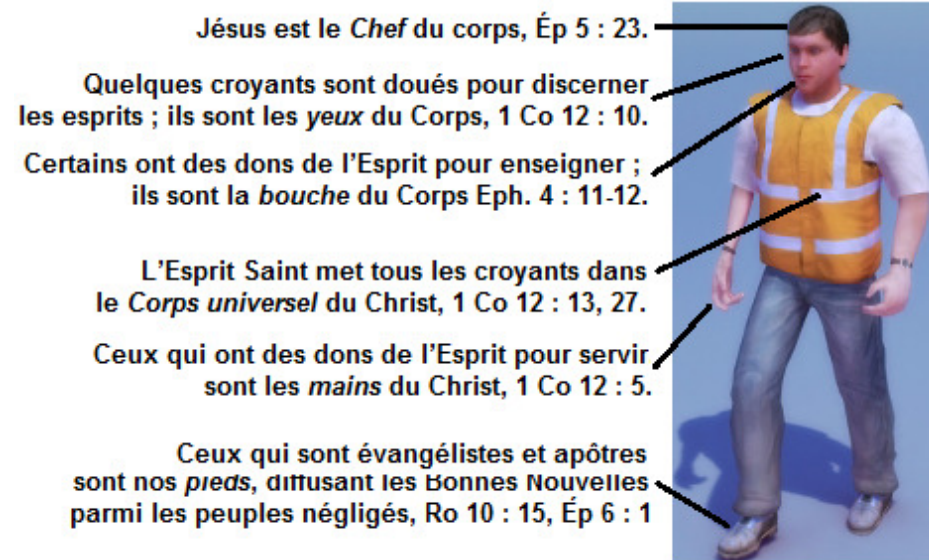 Jésus est le Chef du corps, Ép 5 : 23.
Quelques croyants sont doués pour discerner
les esprits ; ils sont les yeux du Corps, 1 Co 12 : 10.
Certains ont des dons de l’Esprit pour enseigner ;
ils sont la bouche du Corps Eph. 4 : 11-12.
L’Esprit Saint met tous les croyants dans
le Corps universel du Christ, 1 Co 12 : 13, 27.
Ceux qui ont des dons de l’Esprit pour servir
sont les mains du Christ, 1 Co 12 : 5.
Ceux qui sont évangélistes et apôtres
sont nos pieds, diffusant les Bonnes Nouvelles
parmi les peuples négligés, Ro 10 : 15, Ép 6 : 1